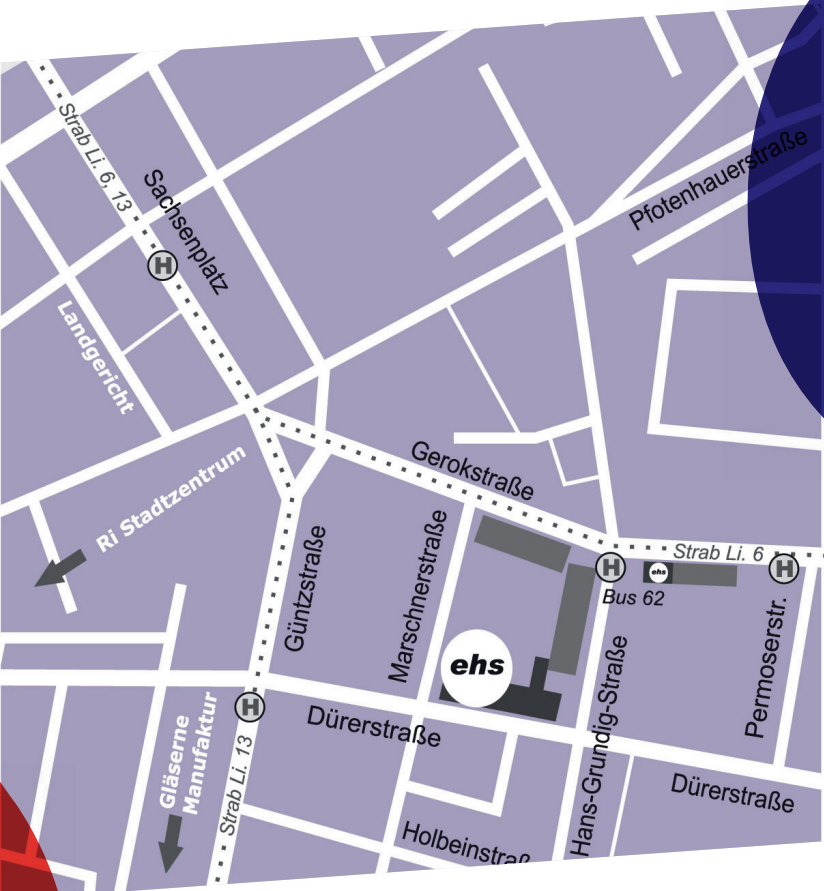 Strab Li. 6, 13
Sachsenplatz
Pfotenhauerstraße
H
Landgericht
Ri Stadtzentrum
Gerokstraße
Strab Li. 6
H
ehs
H
Bus 62
Güntzstraße
Marschnerstraße
ehs
Permoserstr.
Hans-Grundig-Straße
H
Dürerstraße
Gläserne
Manufaktur
Strab Li. 13
Dürerstraße
Holbeinstraß